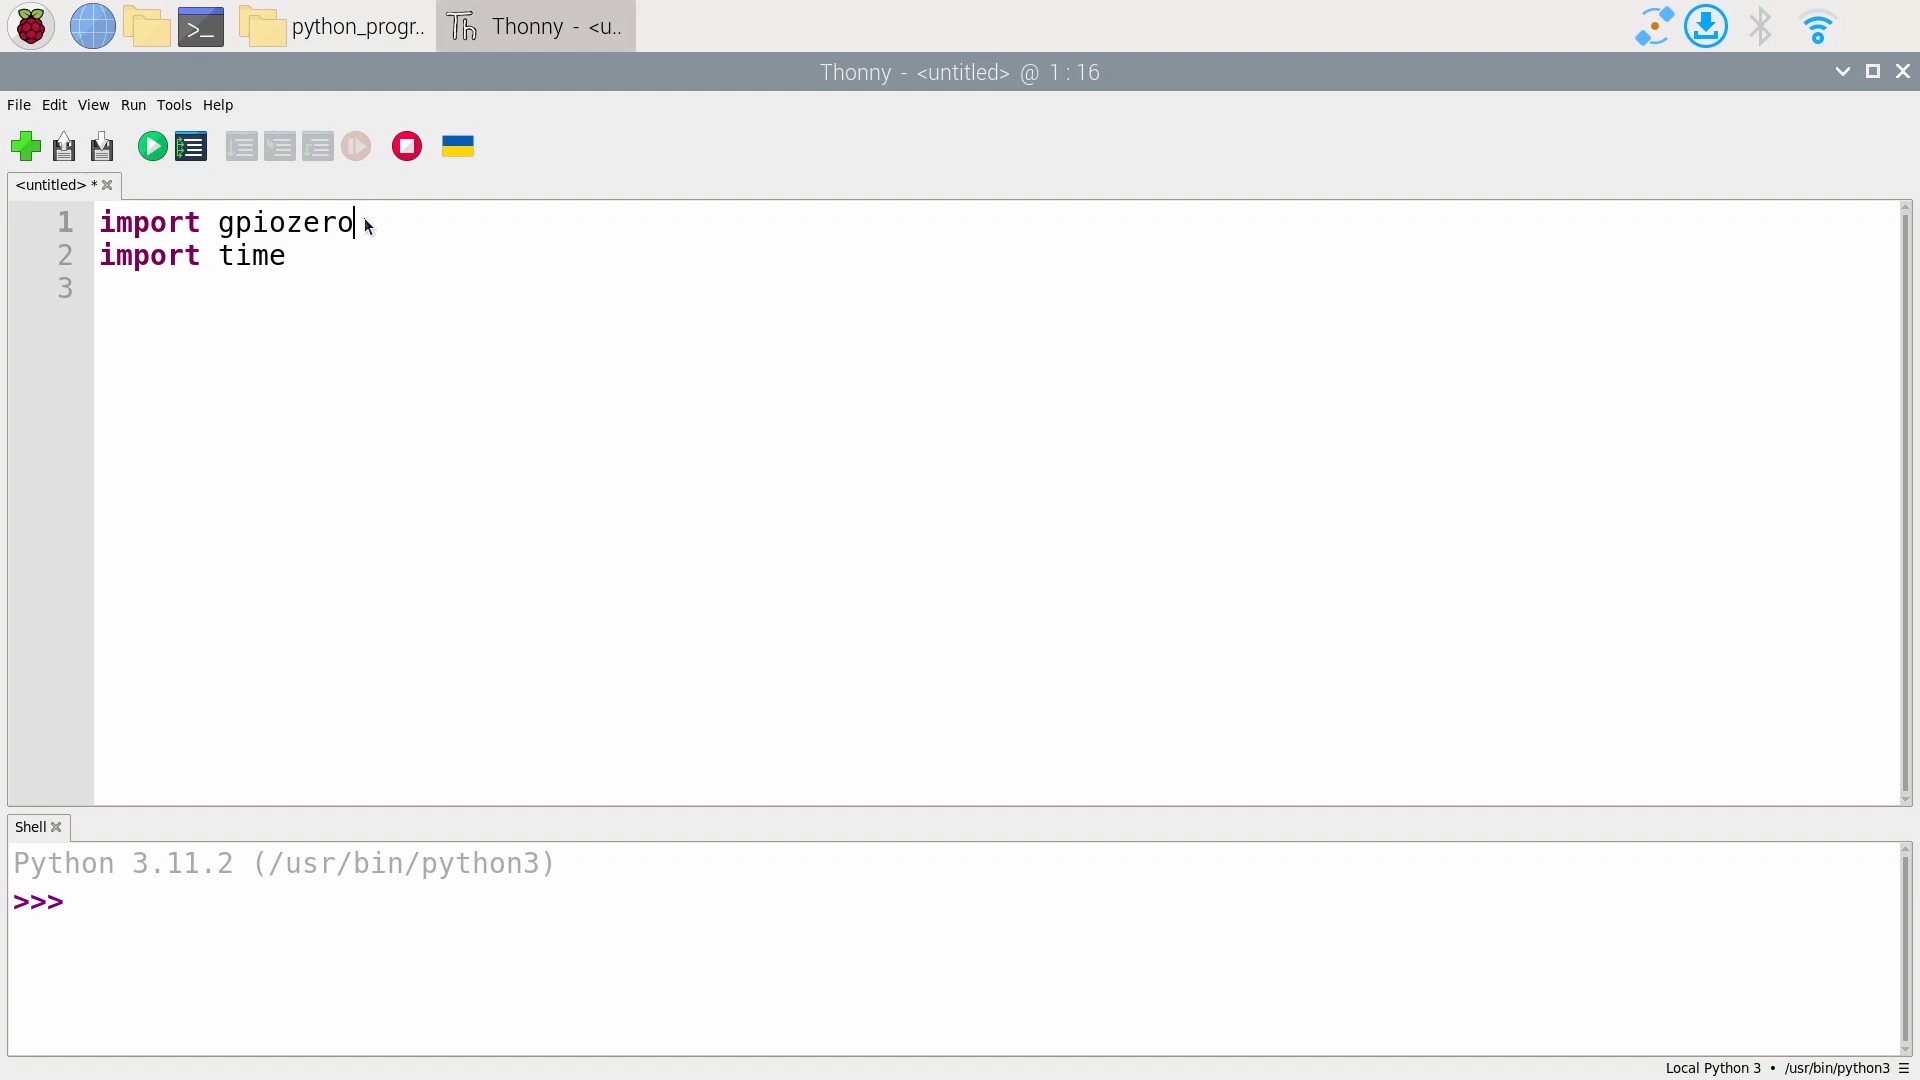 python_progr.. Thonny - <u..
Thonny - <untitled> @ 1:16
File Edit View Run Tools Help
<untitled> *
1 import gpiozero
2 import time
3
Shell
Python 3.11.2 (/usr/bin/python3)
>>>
Local Python 3 • /usr/bin/python3 ☰